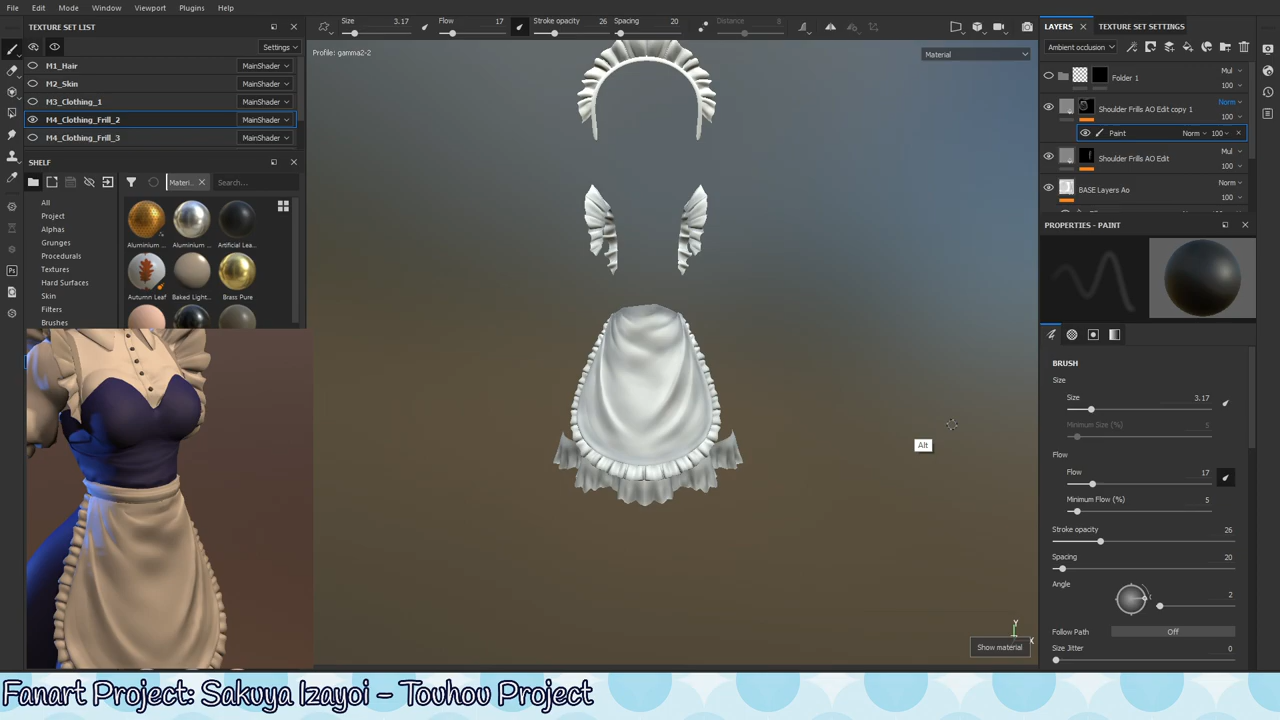 File Edit Mode Window Viewport Plugins Help
TEXTURE SET LIST
Size 3.17 Flow 17 Stroke opacity 26 Spacing 20 Distance 8
LAYERS TEXTURE SET SETTINGS
Settings
Profile: gamma2-2
Material
Ambient occlusion
M1_Hair MainShader
M2_Skin MainShader
M3_Clothing_1 MainShader
M4_Clothing_Frill_2 MainShader
M4_Clothing_Frill_3 MainShader
Folder 1 Mul 100
Shoulder Frills AO Edit copy 1 Norm 100
Paint Norm 100
Shoulder Frills AO Edit Mul 100
BASE Layers Ao Norm 100
SHELF
Materi... Search...
All
Project
Alphas
Grunges
Procedurals
Textures
Hard Surfaces
Skin
Filters
Brushes
Aluminium ... Aluminium ... Artificial Lea...
Autumn Leaf Baked Light... Brass Pure
PROPERTIES - PAINT
BRUSH
Size
Size 3.17
Minimum Size (%) 5
Flow
Flow 17
Minimum Flow (%) 5
Stroke opacity 26
Spacing 20
Angle
2
Follow Path Off
Size Jitter 0
Alt
Y
X
Show material
Ps
Fanart Project: Sakuya Izayoi - Touhou Project